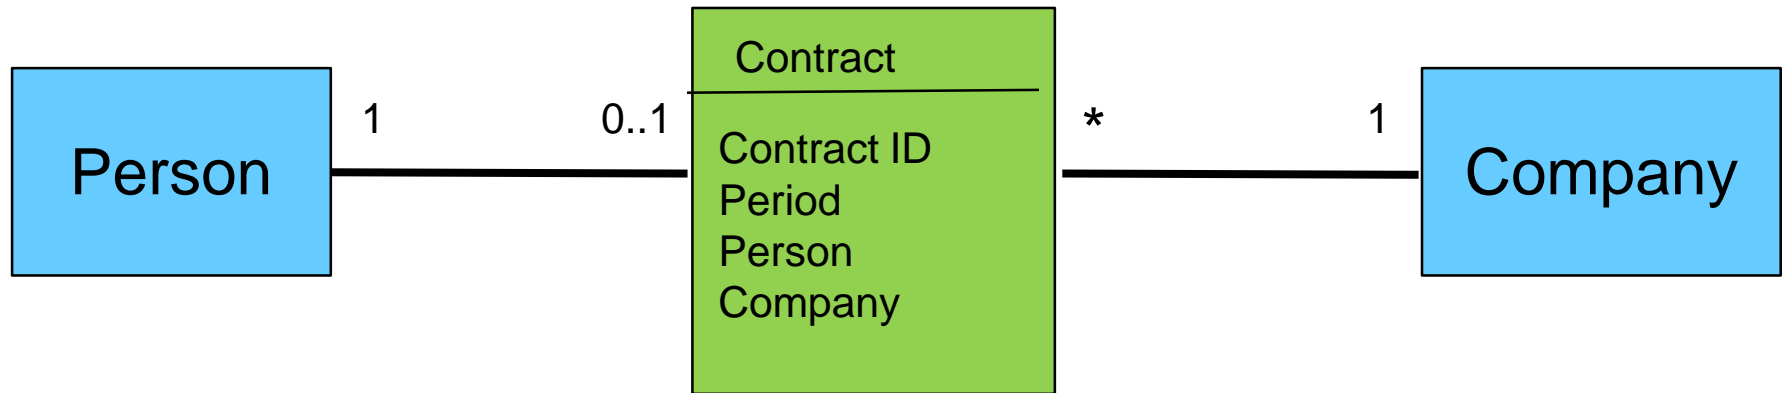 Person
1
0..1
Contract
Contract ID
Period
Person
Company
*
1
Company